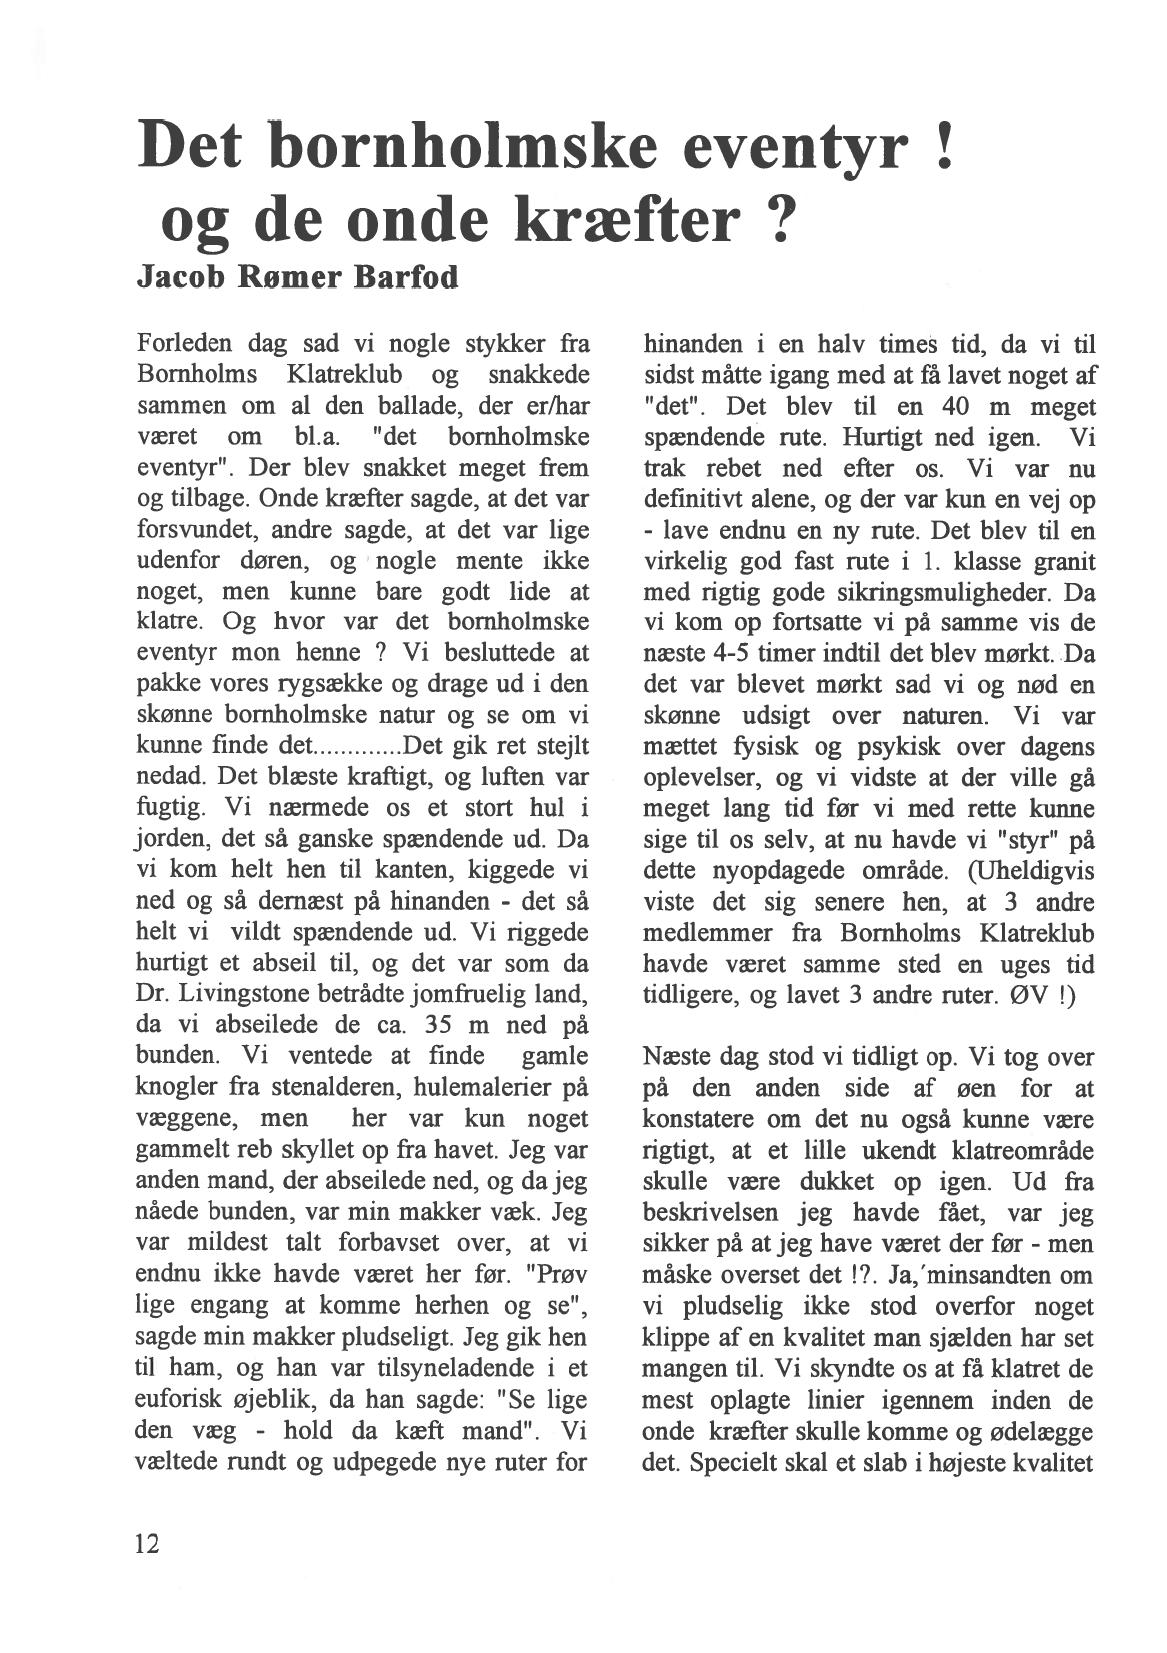 Det bornholmske eventyr !
og de onde kræfter ?
Jacob Rømer Barfod
Forleden dag sad vi nogle stykker fra
Bornholms Klatreklub og snakkede
sammen om al den ballade, der er/har
været om bl.a. "det bornholmske
eventyr". Der blev snakket meget frem
og tilbage. Onde kræfter sagde, at det var
forsvundet, andre sagde, at det var lige
udenfor døren, og nogle mente ikke
noget, men kunne bare godt lide at
klatre. Og hvor var det bornholmske
eventyr mon henne ? Vi besluttede at
pakke vores rygsække og drage ud i den
skønne bornholmske natur og se om vi
kunne finde det.............Det gik ret stejlt
nedad. Det blæste kraftigt, og luften var
fugtig. Vi nærmede os et stort hul i
jorden, det så ganske spændende ud. Da
vi kom helt hen til kanten, kiggede vi
ned og så dernæst på hinanden - det så
helt vi vildt spændende ud. Vi riggede
hurtigt et abseil til, og det var som da
Dr. Livingstone betrådte jomfruelig land,
da vi abseilede de ca. 35 m ned på
bunden. Vi ventede at finde gamle
knogler fra stenalderen, hulemalerier på
væggene, men her var kun noget
gammelt reb skyllet op fra havet. Jeg var
anden mand, der abseilede ned, og da jeg
nåede bunden, var min makker væk. Jeg
var mildest talt forbavset over, at vi
endnu ikke havde været her før. "Prøv
lige engang at komme herhen og se",
sagde min makker pludseligt. Jeg gik hen
til ham, og han var tilsyneladende i et
euforisk øjeblik, da han sagde: "Se lige
den væg - hold da kæft mand". Vi
væltede rundt og udpegede nye ruter for
hinanden i en halv times tid, da vi til
sidst måtte igang med at få lavet noget af
"det". Det blev til en 40 m meget
spændende rute. Hurtigt ned igen. Vi
trak rebet ned efter os. Vi var nu
definitivt alene, og der var kun en vej op
- lave endnu en ny rute. Det blev til en
virkelig god fast rute i 1. klasse granit
med rigtig gode sikringsmuligheder. Da
vi kom op fortsatte vi på samme vis de
næste 4-5 timer indtil det blev mørkt. Da
det var blevet mørkt sad vi og nød en
skønne udsigt over naturen. Vi var
mættet fysisk og psykisk over dagens
oplevelser, og vi vidste at der ville gå
meget lang tid før vi med rette kunne
sige til os selv, at nu havde vi "styr" på
dette nyopdagede område. (Uheldigvis
viste det sig senere hen, at 3 andre
medlemmer fra Bornholms Klatreklub
havde været samme sted en uges tid
tidligere, og lavet 3 andre ruter. ØV !)
Næste dag stod vi tidligt op. Vi tog over
på den anden side af øen for at
konstatere om det nu også kunne være
rigtigt, at et lille ukendt klatreområde
skulle være dukket op igen. Ud fra
beskrivelsen jeg havde fået, var jeg
sikker på at jeg have været der før - men
måske overset det !?. Ja,´minsandten om
vi pludselig ikke stod overfor noget
klippe af en kvalitet man sjælden har set
mangen til. Vi skyndte os at få klatret de
mest oplagte linier igennem inden de
onde kræfter skulle komme og ødelægge
det. Specielt skal et slab i højeste kvalitet
12